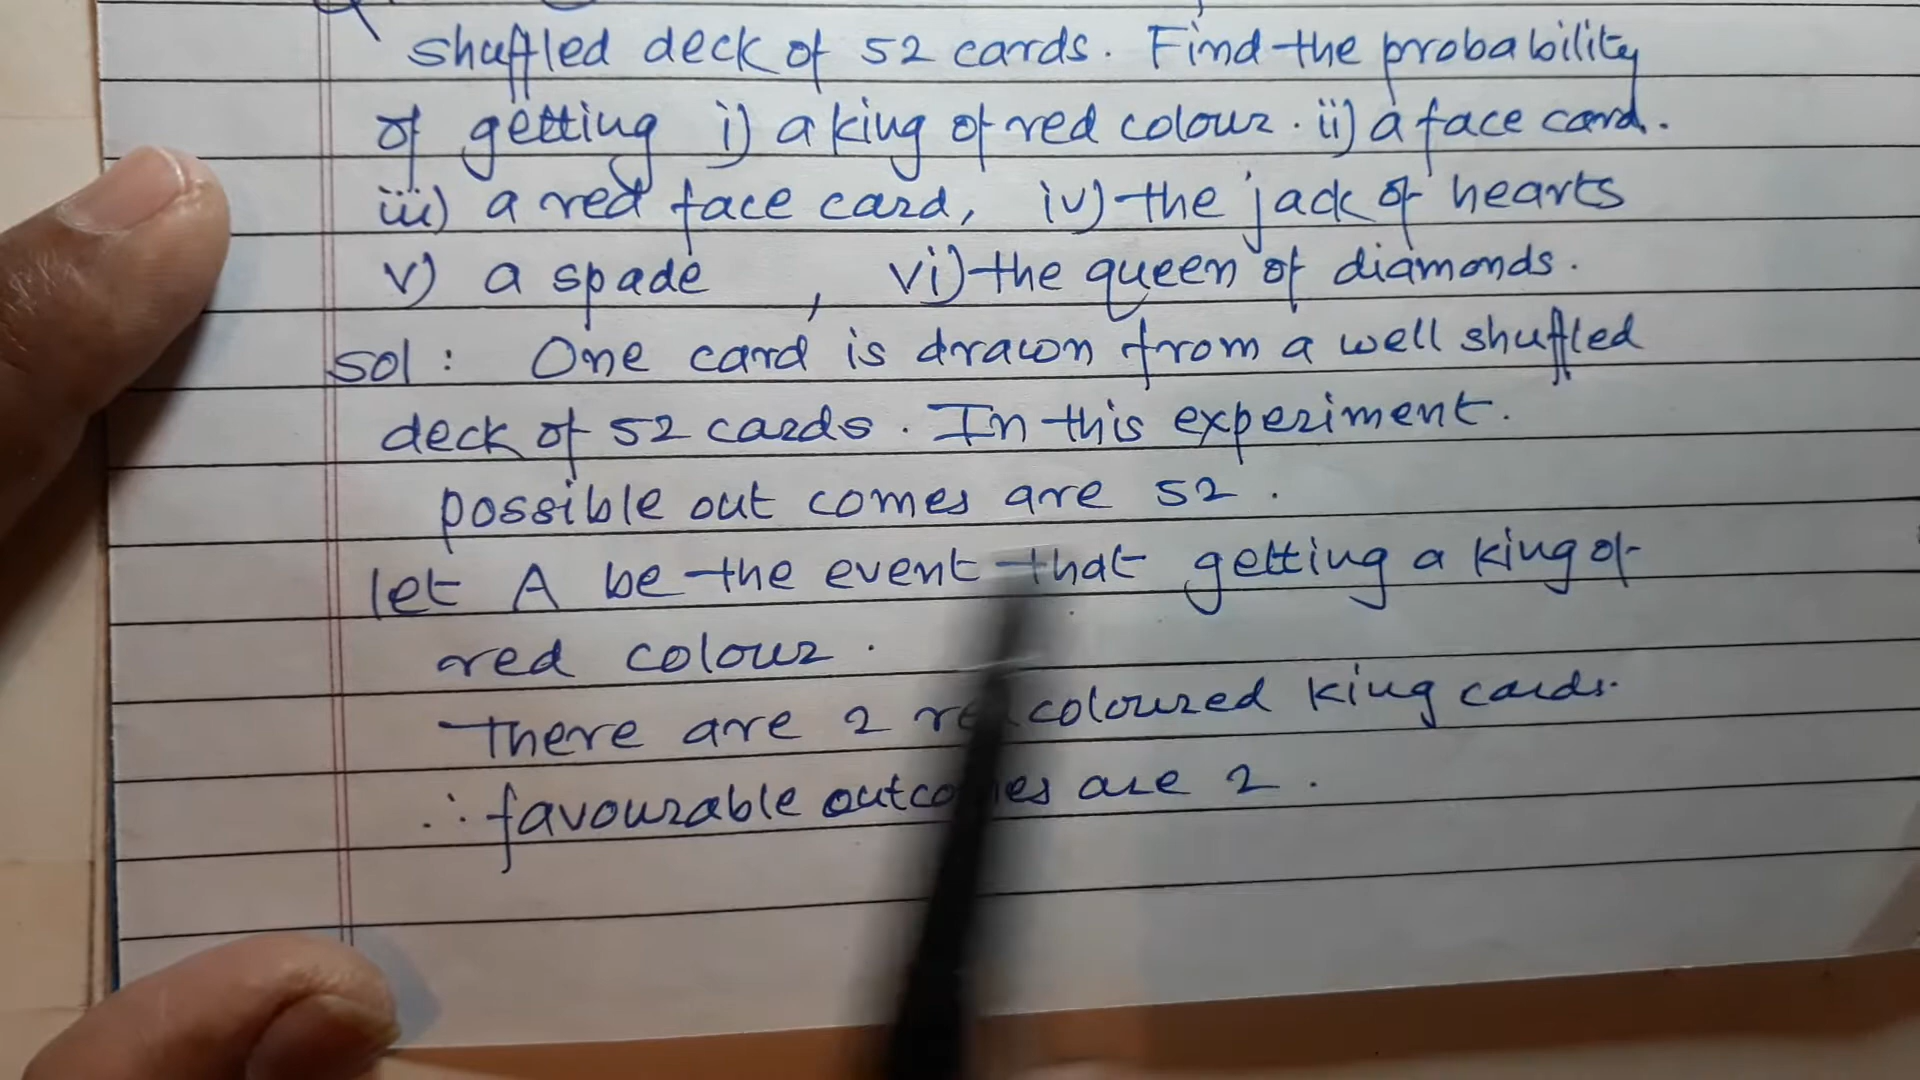 shuffled deck of 52 cards. Find the probability
of getting i) a king of red colour. ii) a face card.
iii) a red face card, iv) the jack of hearts
v) a spade , vi) the queen of diamonds.
Sol: One card is drawn from a well shuffled
deck of 52 cards. In this experiment.
possible out comes are 52.
let A be the event that getting a king of
red colour.
There are 2 coloured king cards.
∴ favourable outcomes are 2.